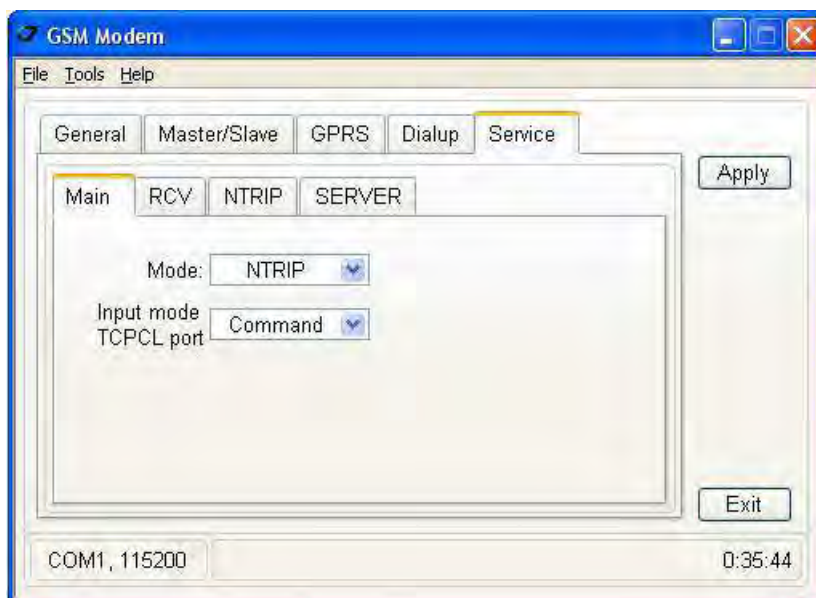 GSM Modem
File Tools Help
General Master/Slave GPRS Dialup Service
Apply
Main RCV NTRIP SERVER
Mode: NTRIP
Input mode
TCPCL port Command
Exit
COM1, 115200 0:35:44